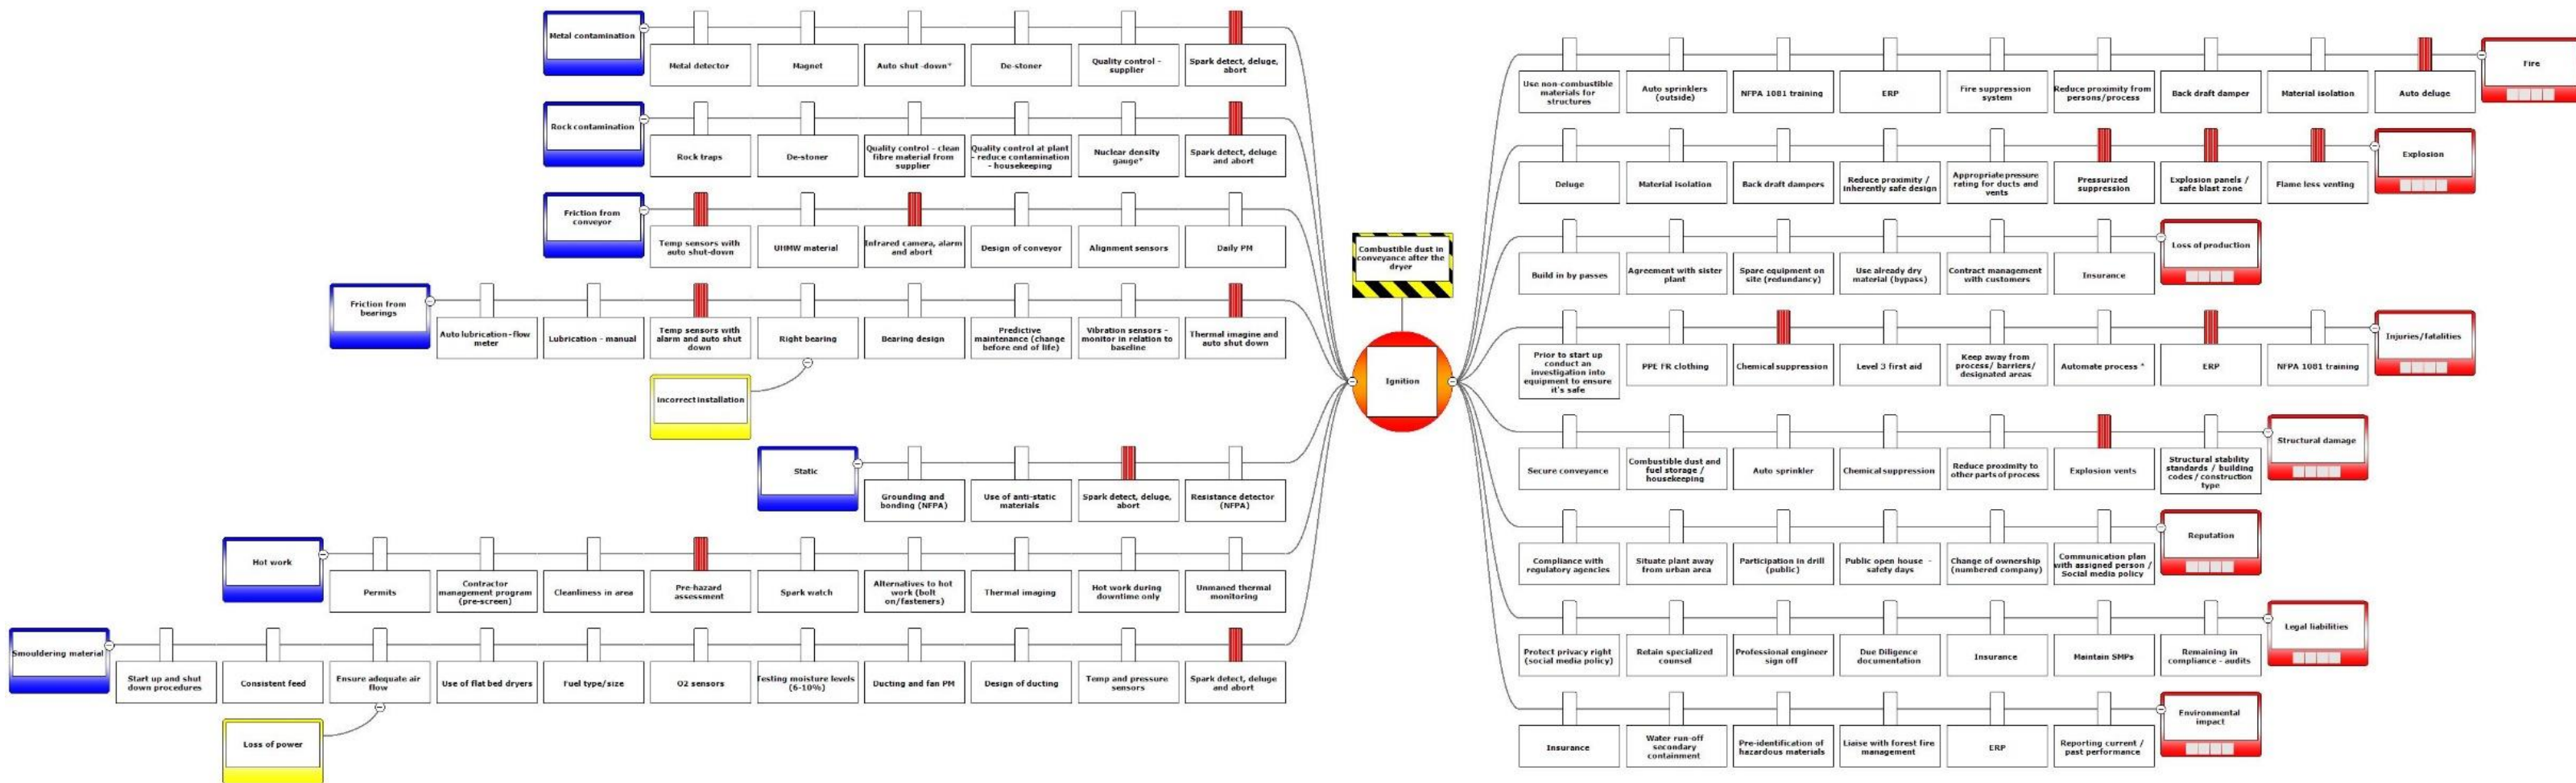 Metal contamination
Metal detector
Magnet
Auto shut -down*
De-stoner
Quality control -
supplier
Spark detect, deluge,
abort
Rock contamination
Rock traps
De-stoner
Quality control - clean
fibre material from
supplier
Quality control at plant
- reduce contamination
- housekeeping
Nuclear density
gauge*
Spark detect, deluge
and abort
Friction from
conveyor
Temp sensors with
auto shut-down
UHMW material
Infrared camera, alarm
and abort
Design of conveyor
Alignment sensors
Daily PM
Friction from
bearings
Auto lubrication - flow
meter
Lubrication - manual
Temp sensors with
alarm and auto shut
down
Right bearing
Bearing design
Predictive
maintenance (change
before end of life)
Vibration sensors -
monitor in relation to
baseline
Thermal imagine and
auto shut down
Incorrect installation
Static
Grounding and
bonding (NFPA)
Use of anti-static
materials
Spark detect, deluge,
abort
Resistance detector
(NFPA)
Hot work
Permits
Contractor
management program
(pre-screen)
Cleanliness in area
Pre-hazard
assessment
Spark watch
Alternatives to hot
work (bolt
on/fasteners)
Thermal imaging
Hot work during
downtime only
Unmaned thermal
monitoring
Smouldering material
Start up and shut
down procedures
Consistent feed
Ensure adequate air
flow
Use of flat bed dryers
Fuel type/size
O2 sensors
Testing moisture levels
(6-10%)
Ducting and fan PM
Design of ducting
Temp and pressure
sensors
Spark detect, deluge
and abort
Loss of power
Combustible dust in
conveyance after the
dryer
Ignition
Use non-combustible
materials for
structures
Auto sprinklers
(outside)
NFPA 1081 training
ERP
Fire suppression
system
Reduce proximity from
persons/process
Back draft damper
Material isolation
Auto deluge
Fire
Deluge
Material isolation
Back draft dampers
Reduce proximity /
inherently safe design
Appropriate pressure
rating for ducts and
vents
Pressurized
suppression
Explosion panels /
safe blast zone
Flame less venting
Explosion
Build in by passes
Agreement with sister
plant
Spare equipment on
site (redundancy)
Use already dry
material (bypass)
Contract management
with customers
Insurance
Loss of production
Prior to start up
conduct an
investigation into
equipment to ensure
it's safe
PPE FR clothing
Chemical suppression
Level 3 first aid
Keep away from
process/ barriers/
designated areas
Automate process *
ERP
NFPA 1081 training
Injuries/fatalities
Secure conveyance
Combustible dust and
fuel storage /
housekeeping
Auto sprinkler
Chemical suppression
Reduce proximity to
other parts of process
Explosion vents
Structural stability
standards / building
codes / construction
type
Structural damage
Compliance with
regulatory agencies
Situate plant away
from urban area
Participation in drill
(public)
Public open house -
safety days
Change of ownership
(numbered company)
Communication plan
with assigned person /
Social media policy
Reputation
Protect privacy right
(social media policy)
Retain specialized
counsel
Professional engineer
sign off
Due Diligence
documentation
Insurance
Maintain SMPs
Remaining in
compliance - audits
Legal liabilities
Insurance
Water run-off
secondary
containment
Pre-identification of
hazardous materials
Liaise with forest fire
management
ERP
Reporting current /
past performance
Environmental
impact